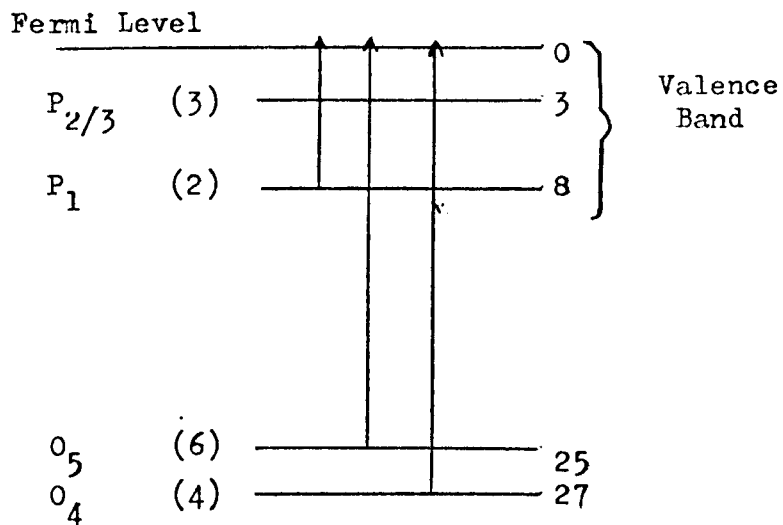 Fermi Level
0
P2/3 (3) 3
Valence
Band
P1 (2) 8
O5 (6) 25
O4 (4) 27